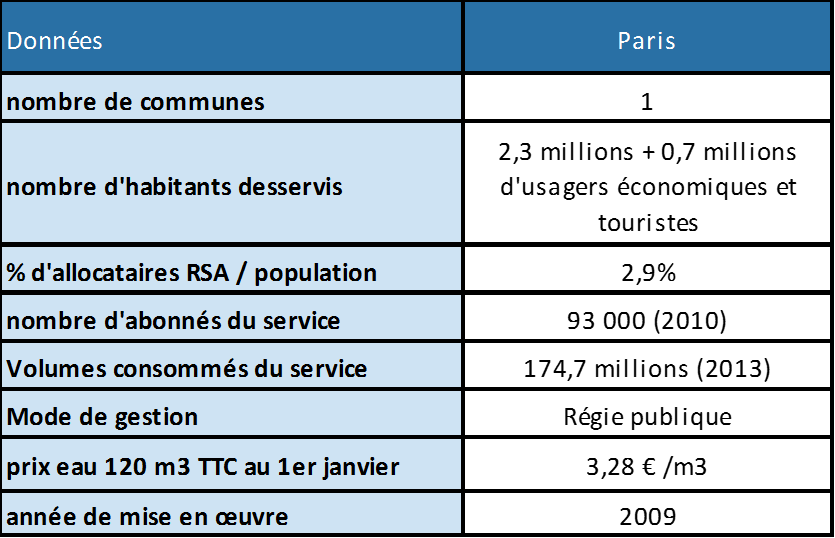 Données Paris
nombre de communes 1
nombre d'habitants desservis 2,3 millions + 0,7 millions
d'usagers économiques et
touristes
% d'allocataires RSA / population 2,9%
nombre d'abonnés du service 93 000 (2010)
Volumes consommés du service 174,7 millions (2013)
Mode de gestion Régie publique
prix eau 120 m3 TTC au 1er janvier 3,28 € /m3
année de mise en œuvre 2009